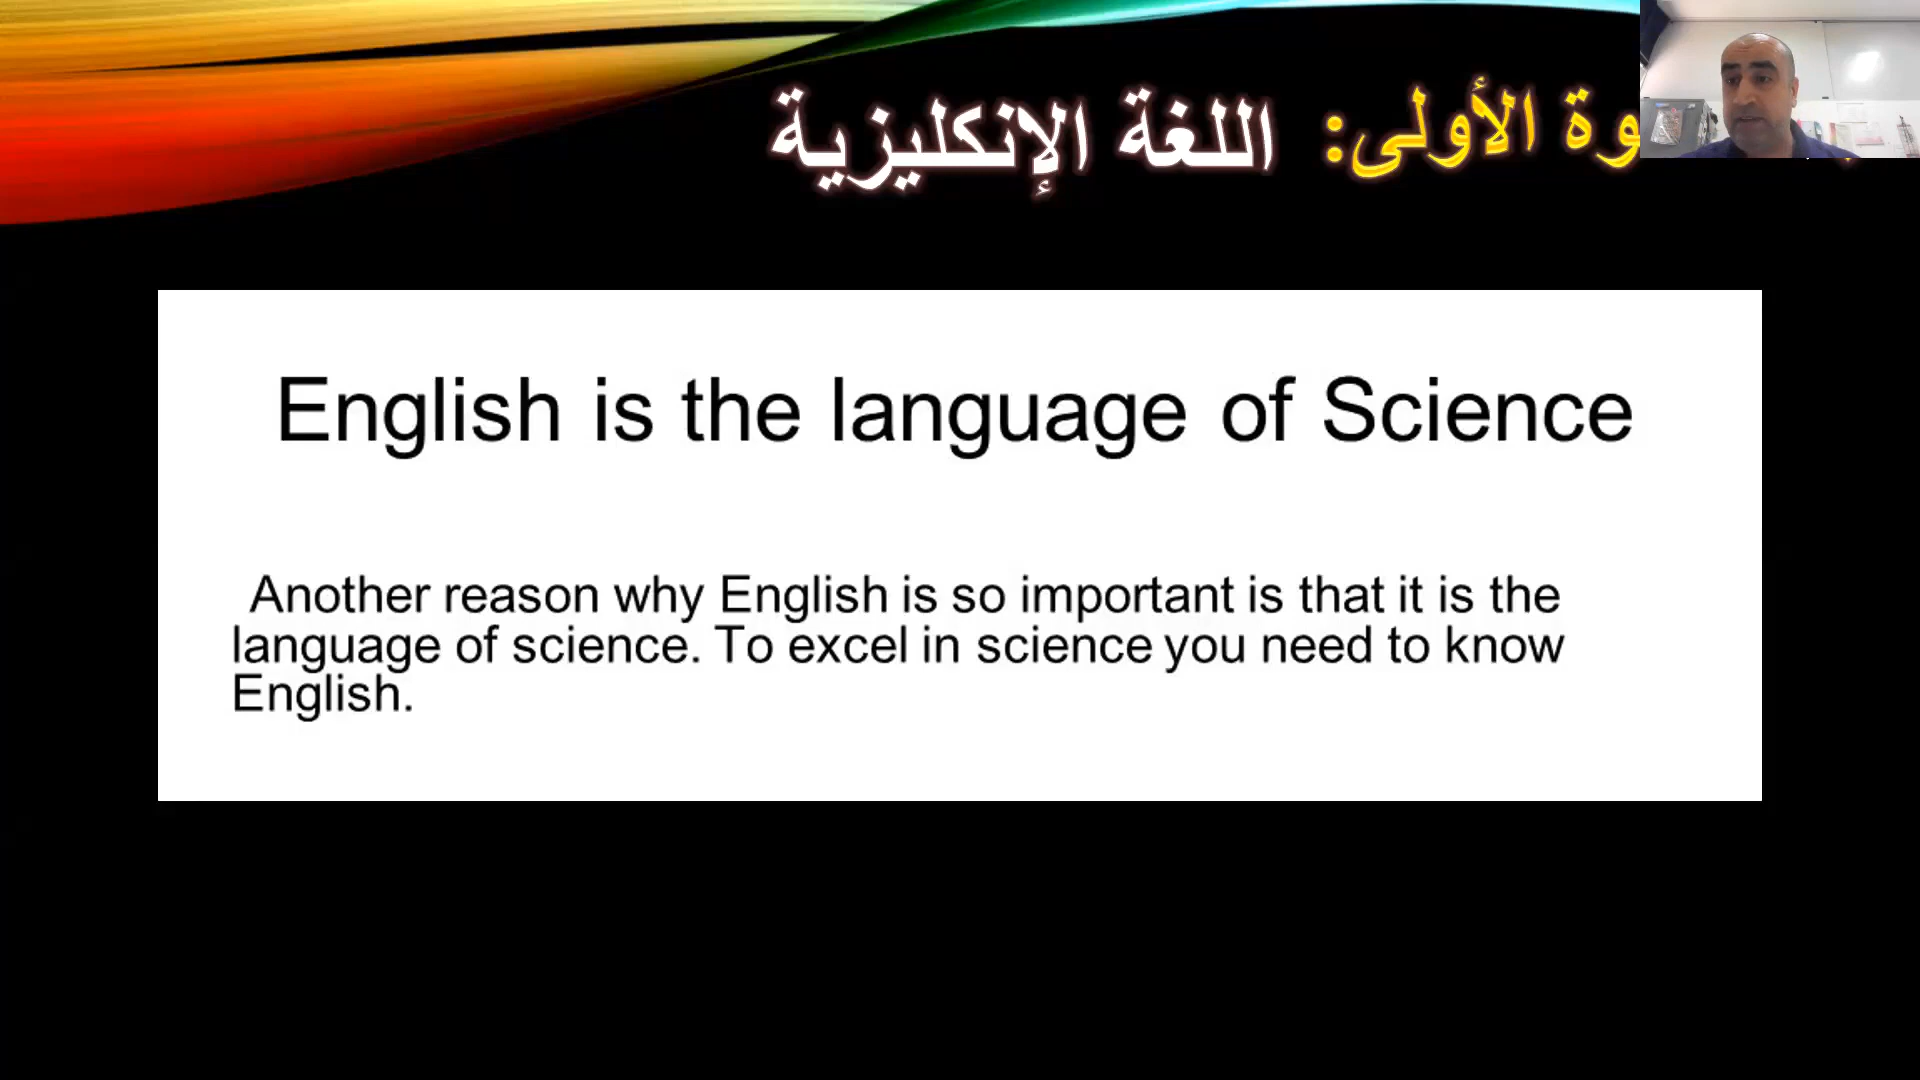 الأولى: اللغة الإنكليزية
English is the language of Science
Another reason why English is so important is that it is the
language of science. To excel in science you need to know
English.